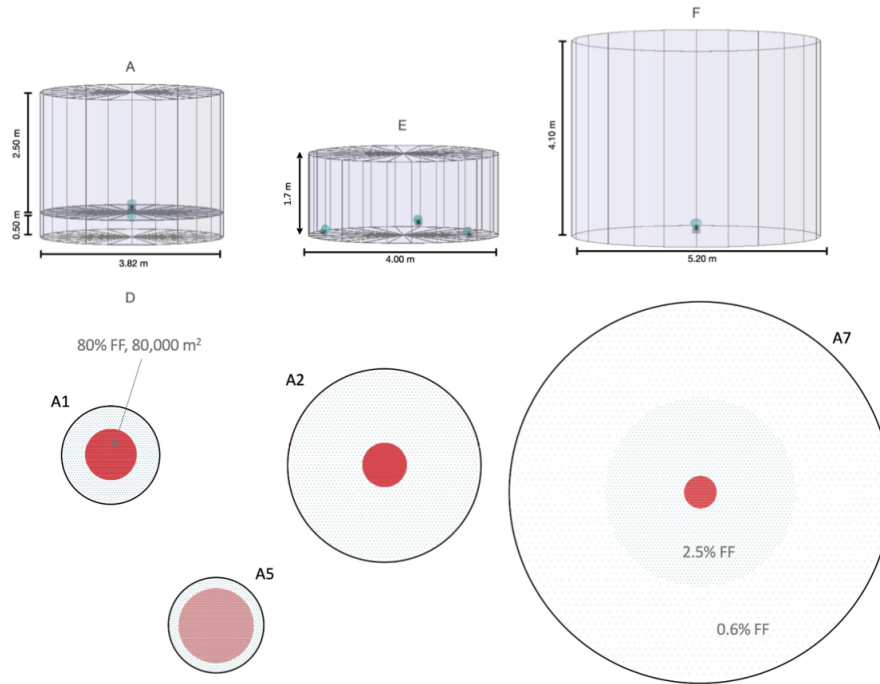 A
2.50 m
0.50 m
3.82 m
E
1.7 m
4.00 m
F
4.10 m
5.20 m
D
80% FF, 80,000 m²
A1
A2
A5
A7
2.5% FF
0.6% FF